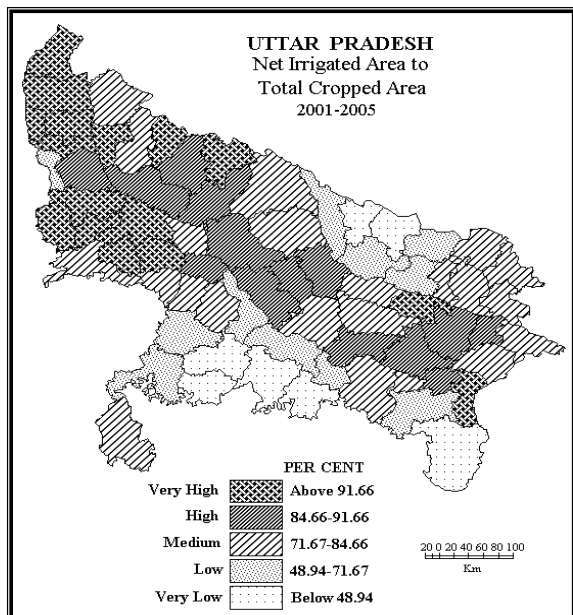 UTTAR PRADESH
Net Irrigated Area to
Total Cropped Area
2001-2005
PER CENT
Very High Above 91.66
High 84.66-91.66
Medium 71.67-84.66
Low 48.94-71.67
Very Low Below 48.94
20 0 20 40 60 80 100
Km